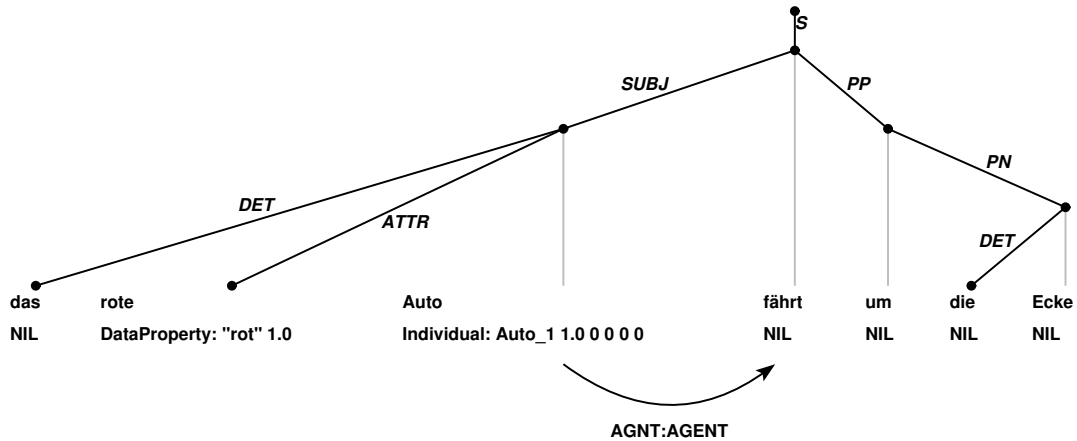 S
SUBJ PP
PN
DET ATTR DET
das rote Auto fährt um die Ecke
NIL DataProperty: "rot" 1.0 Individual: Auto_1 1.0 0 0 0 0 NIL NIL NIL NIL
AGNT:AGENT